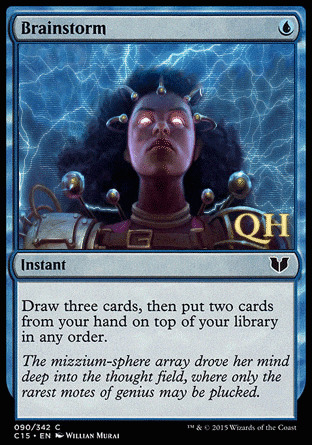 Brainstorm
QH
Instant
Draw three cards, then put two cards
from your hand on top of your library
in any order.
The mizzium-sphere array drove her mind
deep into the thought field, where only the
rarest motes of genius may be plucked.
090/342 C
C15 • EN Willian Murai
™ & © 2015 Wizards of the Coast